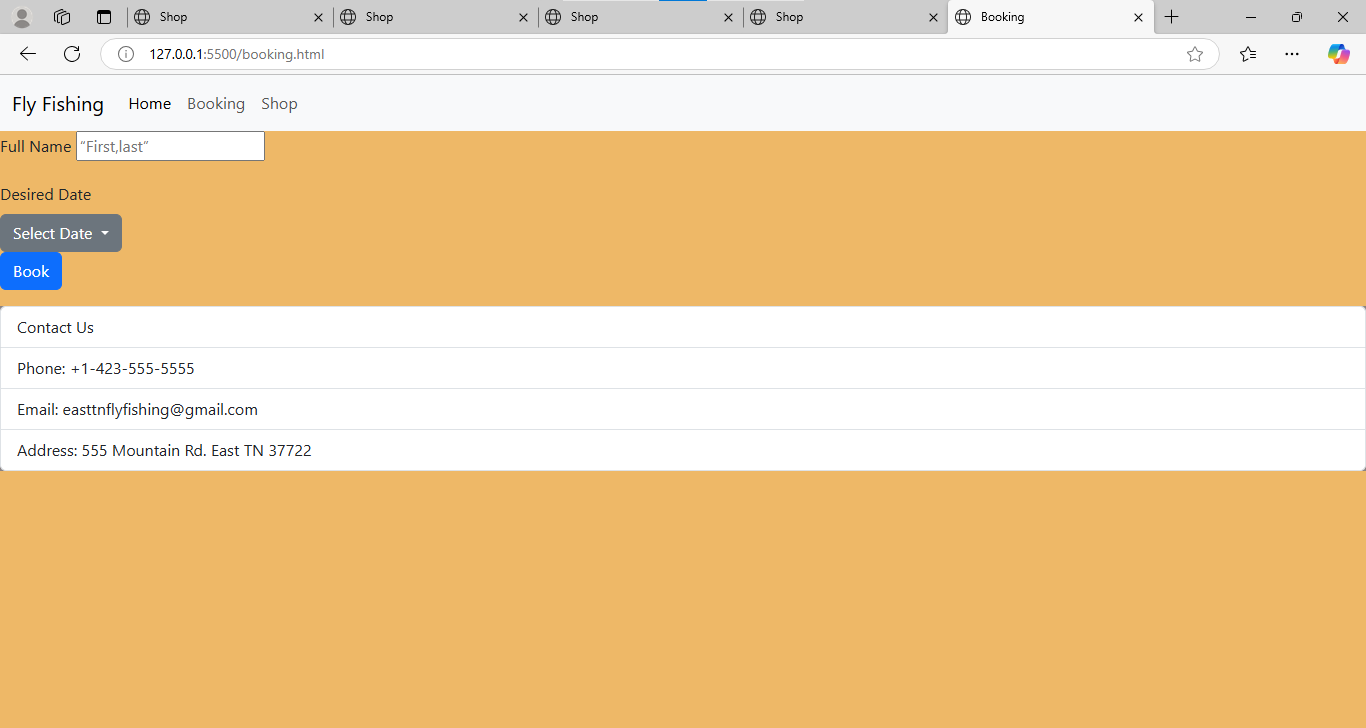 Shop Shop Shop Shop Booking
127.0.0.1:5500/booking.html
Fly Fishing Home Booking Shop
Full Name "First,last"
Desired Date
Select Date
Book
Contact Us
Phone: +1-423-555-5555
Email: easttnflyfishing@gmail.com
Address: 555 Mountain Rd. East TN 37722